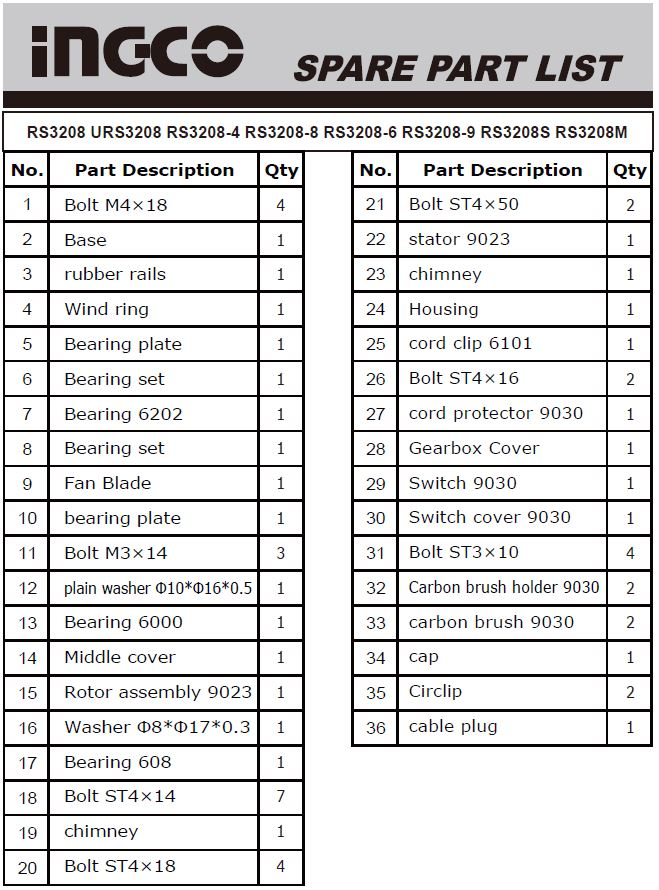 INGCO
SPARE PART LIST
RS3208 URS3208 RS3208-4 RS3208-8 RS3208-6 RS3208-9 RS3208S RS3208M
No. Part Description Qty
1 Bolt M4×18 4
2 Base 1
3 rubber rails 1
4 Wind ring 1
5 Bearing plate 1
6 Bearing set 1
7 Bearing 6202 1
8 Bearing set 1
9 Fan Blade 1
10 bearing plate 1
11 Bolt M3×14 3
12 plain washer Φ10*Φ16*0.5 1
13 Bearing 6000 1
14 Middle cover 1
15 Rotor assembly 9023 1
16 Washer Φ8*Φ17*0.3 1
17 Bearing 608 1
18 Bolt ST4×14 7
19 chimney 1
20 Bolt ST4×18 4
No. Part Description Qty
21 Bolt ST4×50 2
22 stator 9023 1
23 chimney 1
24 Housing 1
25 cord clip 6101 1
26 Bolt ST4×16 2
27 cord protector 9030 1
28 Gearbox Cover 1
29 Switch 9030 1
30 Switch cover 9030 1
31 Bolt ST3×10 4
32 Carbon brush holder 9030 2
33 carbon brush 9030 2
34 cap 1
35 Circlip 2
36 cable plug 1